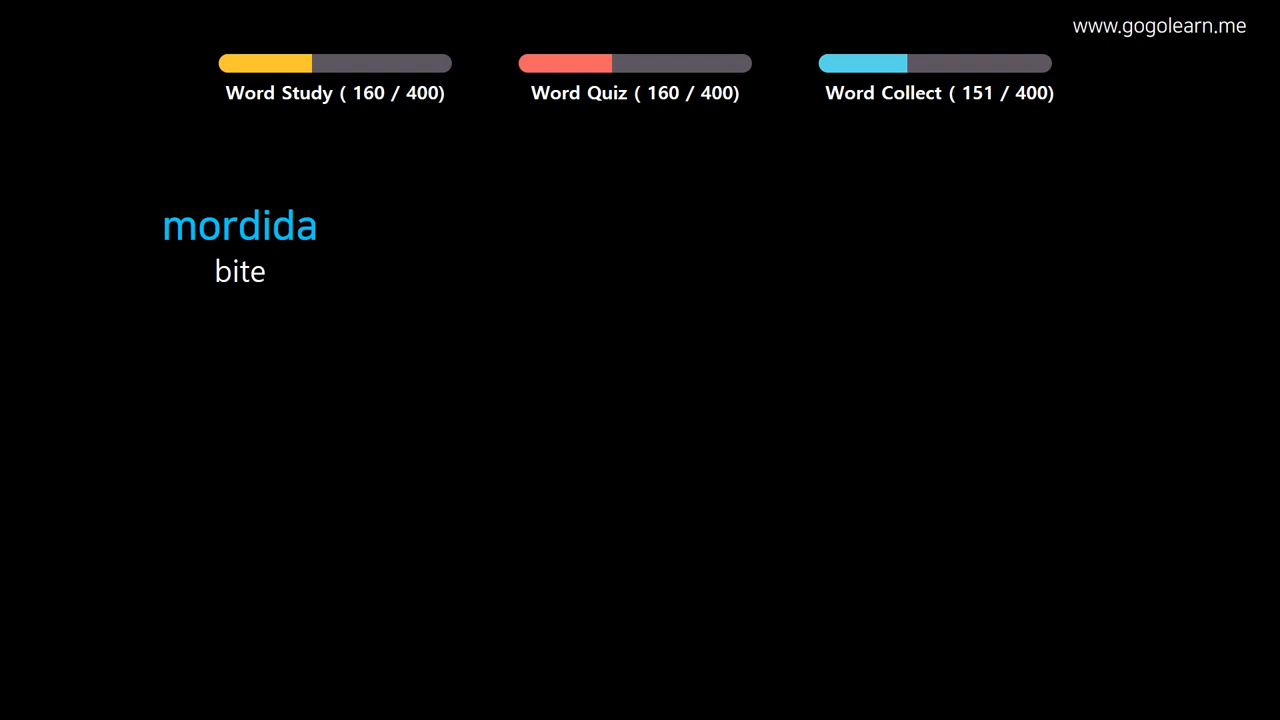 www.gogolearn.me
Word Study ( 160 / 400)
Word Quiz ( 160 / 400)
Word Collect ( 151 / 400)
mordida
bite